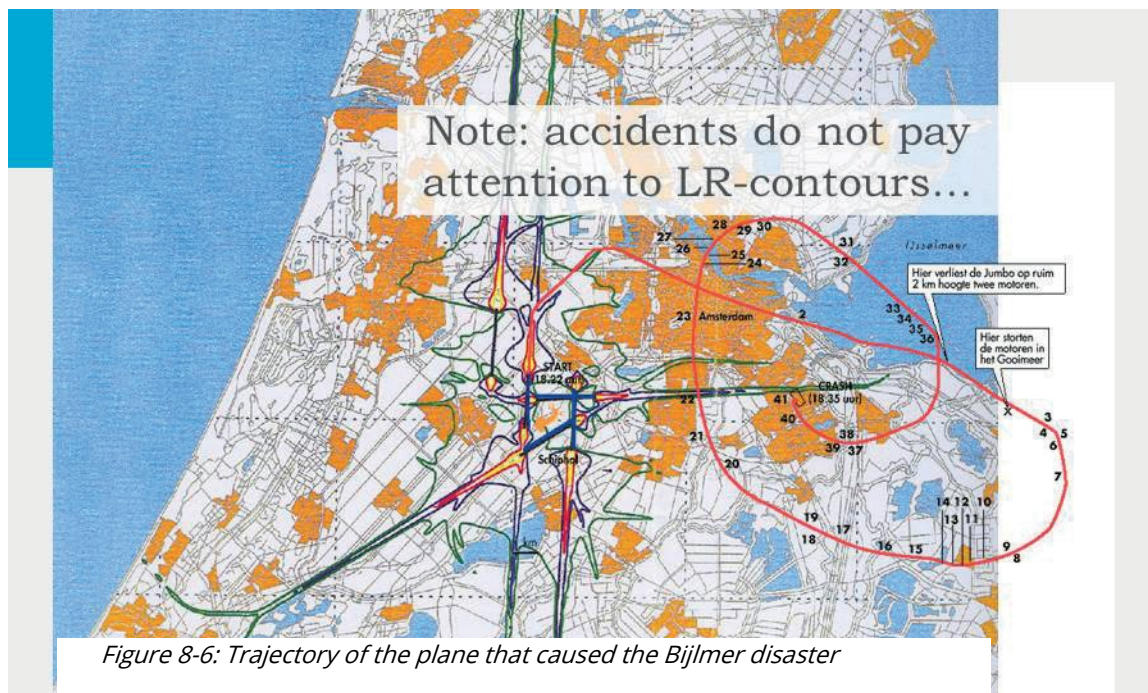 Note: accidents do not pay
attention to LR-contours...
28
29
30
27
26
25
24
31
32
IJsselmeer
Hier verliest de Jumbo op ruim
2 km hoogte twee motoren.
33
34
35
36
23
Amsterdam
2
Hier storten
de motoren in
het Gooimeer
START
(18.22 uur)
CRASH
(18.35 uur)
22
41
40
X
3
4
5
6
21
38
39
37
Schiphol
20
7
14
12
10
13
11
19
18
17
16
15
9
8
km
Figure 8-6: Trajectory of the plane that caused the Bijlmer disaster